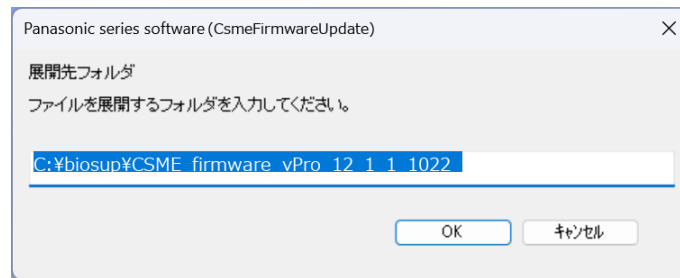 Panasonic series software (CsmeFirmwareUpdate)
展開先フォルダ
ファイルを展開するフォルダを入力してください。
C:¥biosup¥CSME_firmware_vPro_12_1_1_1022_
OK
キャンセル